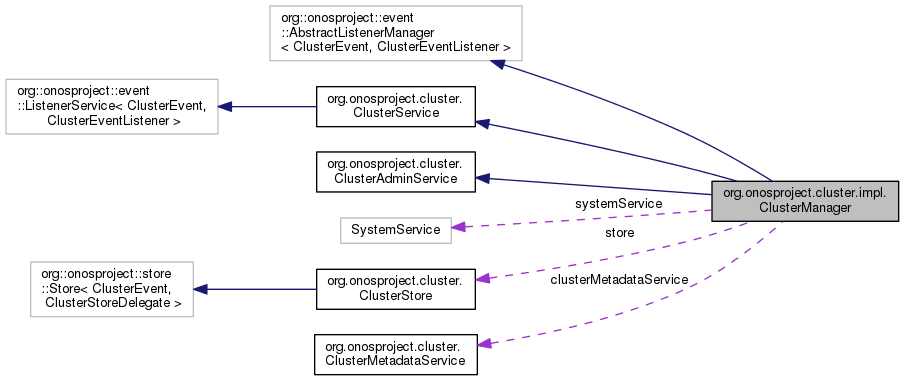 org::onosproject::event
::AbstractListenerManager
< ClusterEvent, ClusterEventListener >
org::onosproject::event
::ListenerService< ClusterEvent,
ClusterEventListener >
org.onosproject.cluster.
ClusterService
org.onosproject.cluster.
ClusterAdminService
org.onosproject.cluster.impl.
ClusterManager
systemService
SystemService
store
org::onosproject::store
::Store< ClusterEvent,
ClusterStoreDelegate >
org.onosproject.cluster.
ClusterStore
clusterMetadataService
org.onosproject.cluster.
ClusterMetadataService